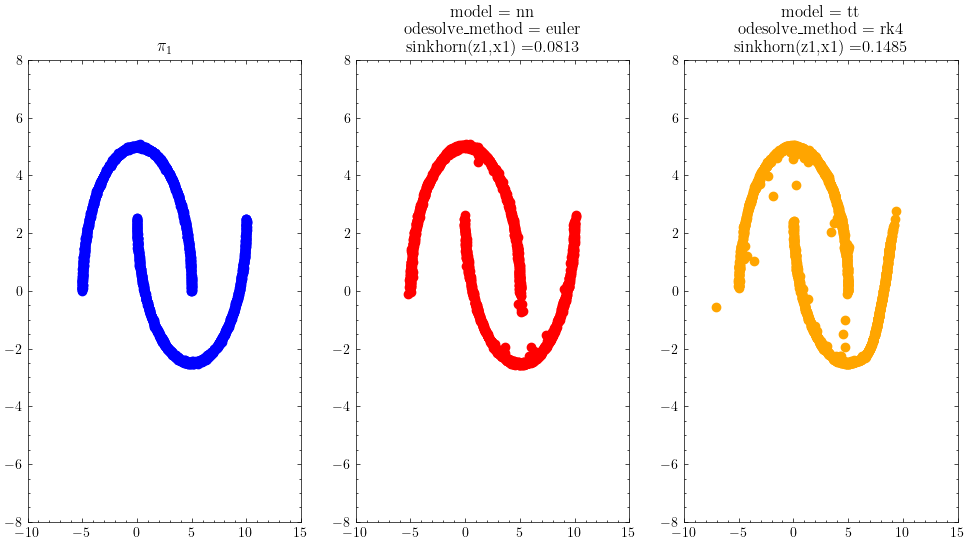 π₁
8
6
4
2
0
−2
−4
−6
−8
−10 −5 0 5 10 15
model = nn
odesolve_method = euler
sinkhorn(z1,x1) =0.0813
8
6
4
2
0
−2
−4
−6
−8
−10 −5 0 5 10 15
model = tt
odesolve_method = rk4
sinkhorn(z1,x1) =0.1485
8
6
4
2
0
−2
−4
−6
−8
−10 −5 0 5 10 15